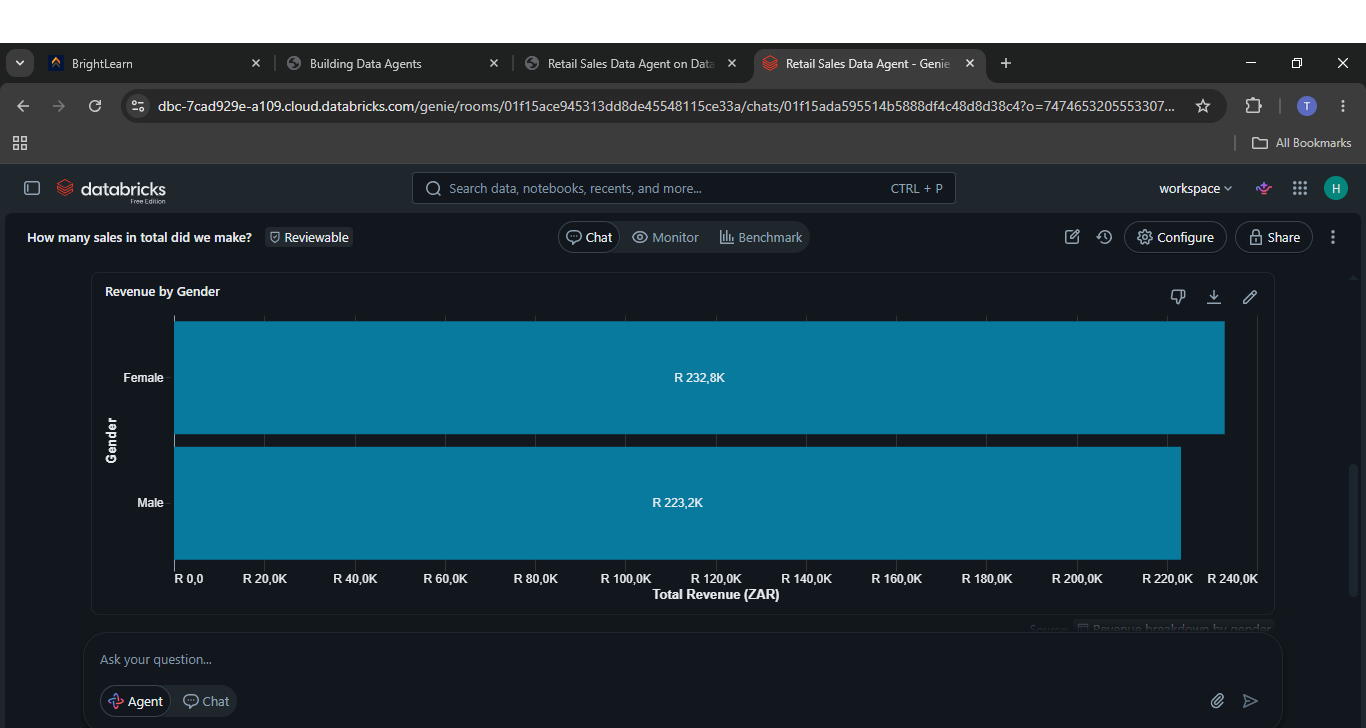 BrightLearn
Building Data Agents
Retail Sales Data Agent on Data
Retail Sales Data Agent - Genie
dbc-7cad929e-a109.cloud.databricks.com/genie/rooms/01f15ace945313dd8de45548115ce33a/chats/01f15ada595514b5888df4c48d8d38c4?o=7474653205553307...
T
All Bookmarks
databricks
Free Edition
Search data, notebooks, recents, and more...
CTRL + P
workspace
H
How many sales in total did we make?
Reviewable
Chat
Monitor
Benchmark
Configure
Share
Revenue by Gender
Female
R 232,8K
Gender
Male
R 223,2K
R 0,0 R 20,0K R 40,0K R 60,0K R 80,0K R 100,0K R 120,0K R 140,0K R 160,0K R 180,0K R 200,0K R 220,0K R 240,0K
Total Revenue (ZAR)
Source: Revenue breakdown by gender
Ask your question...
Agent
Chat